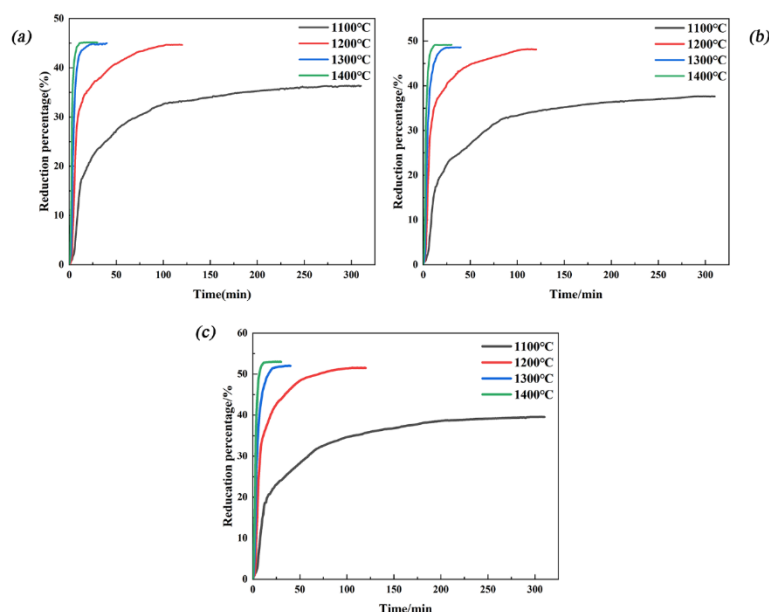 (a)
Reduction percentage(%)
50
45
30
15
0
1100°C
1200°C
1300°C
1400°C
0
50
100
150
200
250
300
Time(min)
(b)
Reduction percentage/%
50
40
30
20
10
0
1100°C
1200°C
1300°C
1400°C
0
50
100
150
200
250
300
Time/min
(c)
Reducation percentage/%
60
50
40
30
20
10
0
1100°C
1200°C
1300°C
1400°C
0
50
100
150
200
250
300
Time/min